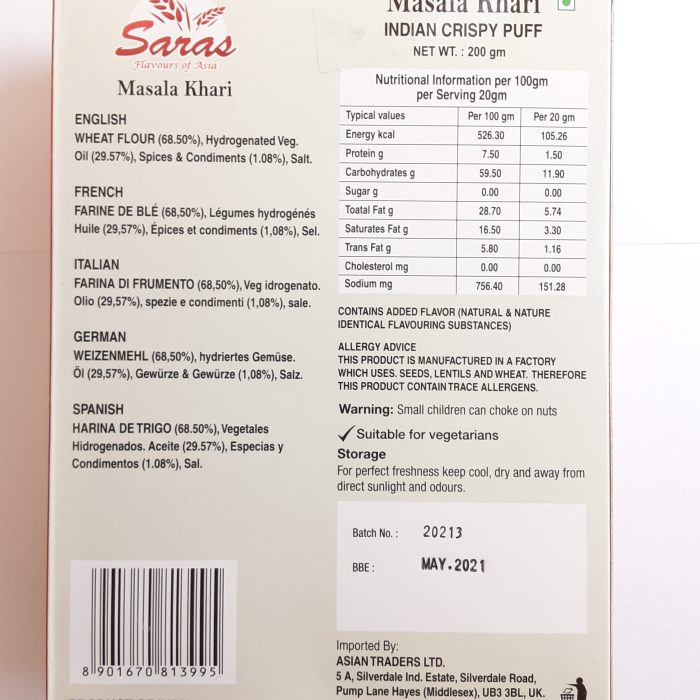 Saras
Flavours of Asia
Masala Khari
ENGLISH
WHEAT FLOUR (68.50%), Hydrogenated Veg.
Oil (29.57%), Spices & Condiments (1.08%), Salt.
FRENCH
FARINE DE BLÉ (68,50%), Légumes hydrogénés
Huile (29,57%), Épices et condiments (1,08%), Sel.
ITALIAN
FARINA DI FRUMENTO (68,50%), Veg idrogenato.
Olio (29,57%), spezie e condimenti (1,08%), sale.
GERMAN
WEIZENMEHL (68,50%), hydriertes Gemüse.
Öl (29,57%), Gewürze & Gewürze (1,08%), Salz.
SPANISH
HARINA DE TRIGO (68.50%), Vegetales
Hidrogenados. Aceite (29.57%), Especias y
Condimentos (1.08%), Sal.
8 901670 813995
Masala Khari
INDIAN CRISPY PUFF
NET WT. : 200 gm
Nutritional Information per 100gm
per Serving 20gm
Typical values Per 100 gm Per 20 gm
Energy kcal 526.30 105.26
Protein g 7.50 1.50
Carbohydrates g 59.50 11.90
Sugar g 0.00 0.00
Toatal Fat g 28.70 5.74
Saturates Fat g 16.50 3.30
Trans Fat g 5.80 1.16
Cholesterol mg 0.00 0.00
Sodium mg 756.40 151.28
CONTAINS ADDED FLAVOR (NATURAL & NATURE
IDENTICAL FLAVOURING SUBSTANCES)
ALLERGY ADVICE
THIS PRODUCT IS MANUFACTURED IN A FACTORY
WHICH USES. SEEDS, LENTILS AND WHEAT. THEREFORE
THIS PRODUCT CONTAIN TRACE ALLERGENS.
Warning: Small children can choke on nuts
✓ Suitable for vegetarians
Storage
For perfect freshness keep cool, dry and away from
direct sunlight and odours.
Batch No. : 20213
BBE : MAY.2021
Imported By:
ASIAN TRADERS LTD.
5 A, Silverdale Ind. Estate, Silverdale Road,
Pump Lane Hayes (Middlesex), UB3 3BL, UK.